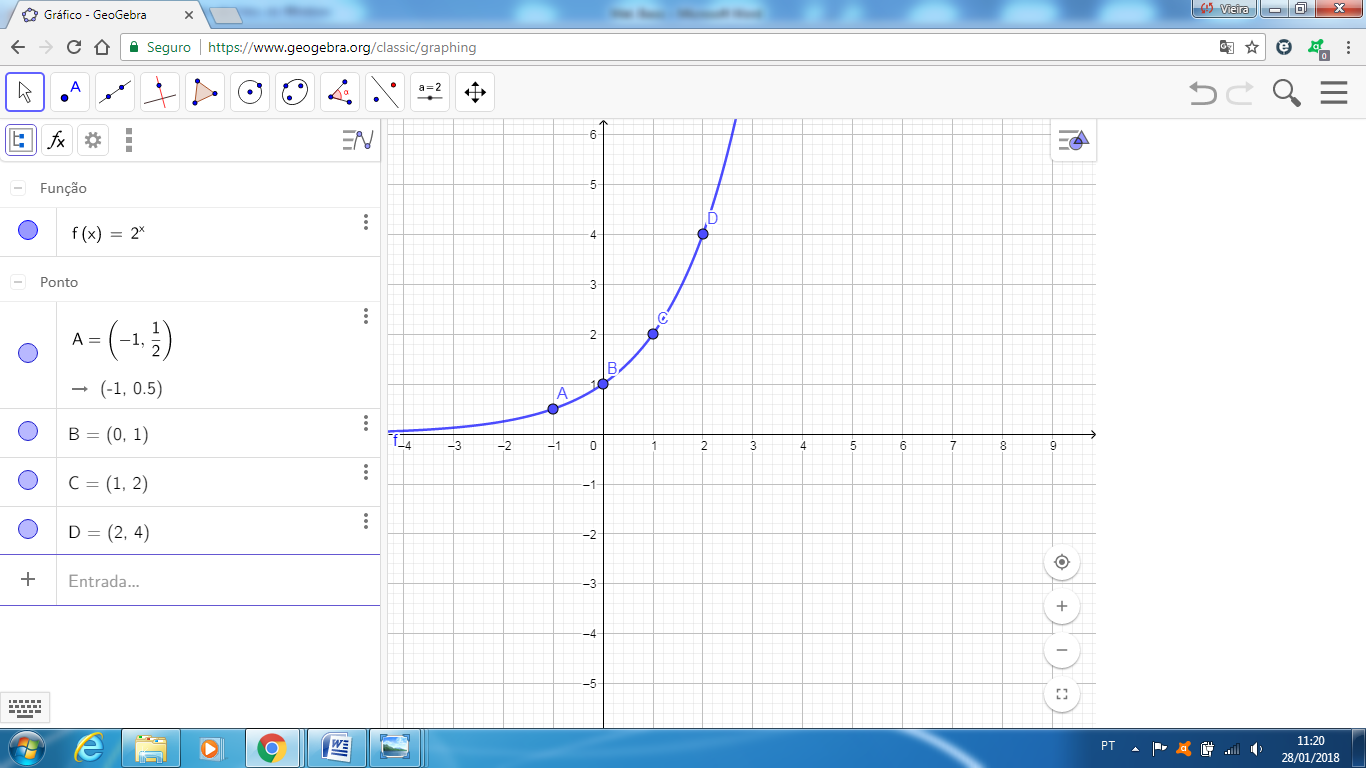 Gráfico - GeoGebra
Vieira
Seguro
https://www.geogebra.org/classic/graphing
0
A
α
a=2
fx
Função
f(x) = 2ˣ
Ponto
A = (−1, 1/2)
→ (-1, 0.5)
B = (0, 1)
C = (1, 2)
D = (2, 4)
+ Entrada...
6
5
D
4
3
C
2
B
1
A
f
−4 −3 −2 −1 0 1 2 3 4 5 6 7 8 9
−1
−2
−3
−4
−5
PT
11:20
28/01/2018